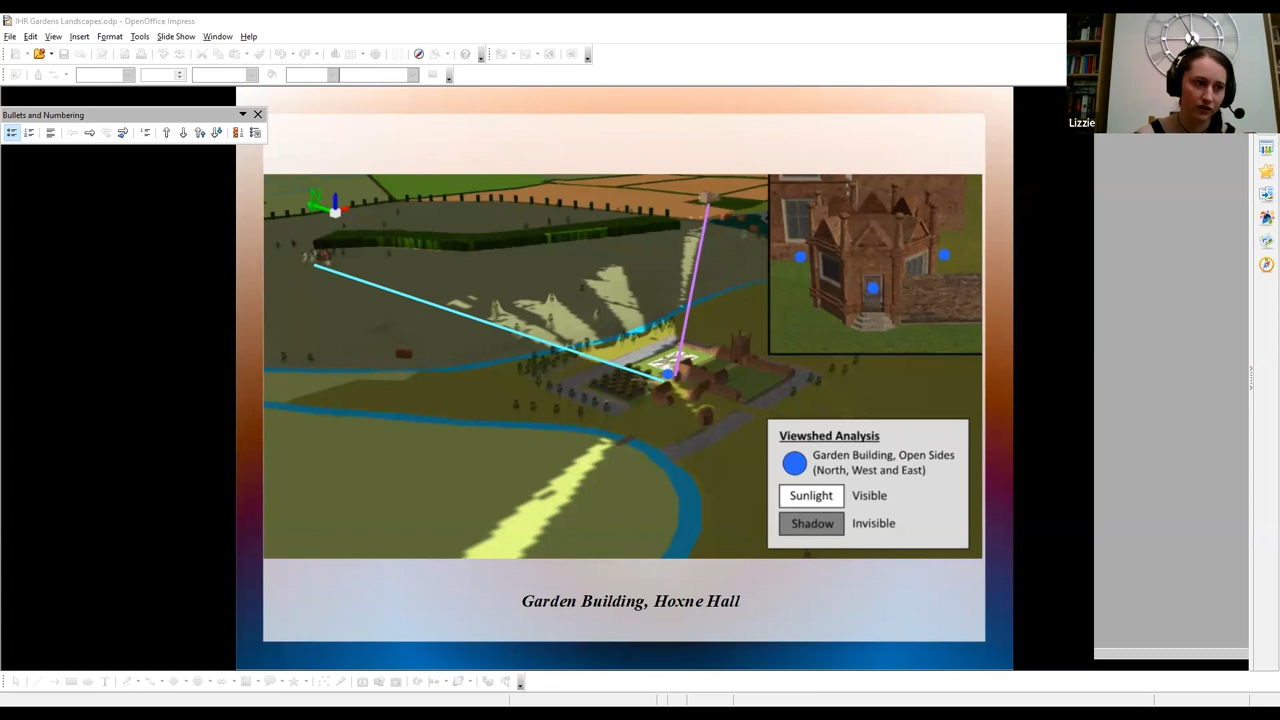 IHR Gardens Landscapes.odp - OpenOffice Impress
File Edit View Insert Format Tools Slide Show Window Help
Bullets and Numbering
Lizzie
N
Viewshed Analysis
Garden Building, Open Sides
(North, West and East)
Sunlight Visible
Shadow Invisible
Garden Building, Hoxne Hall